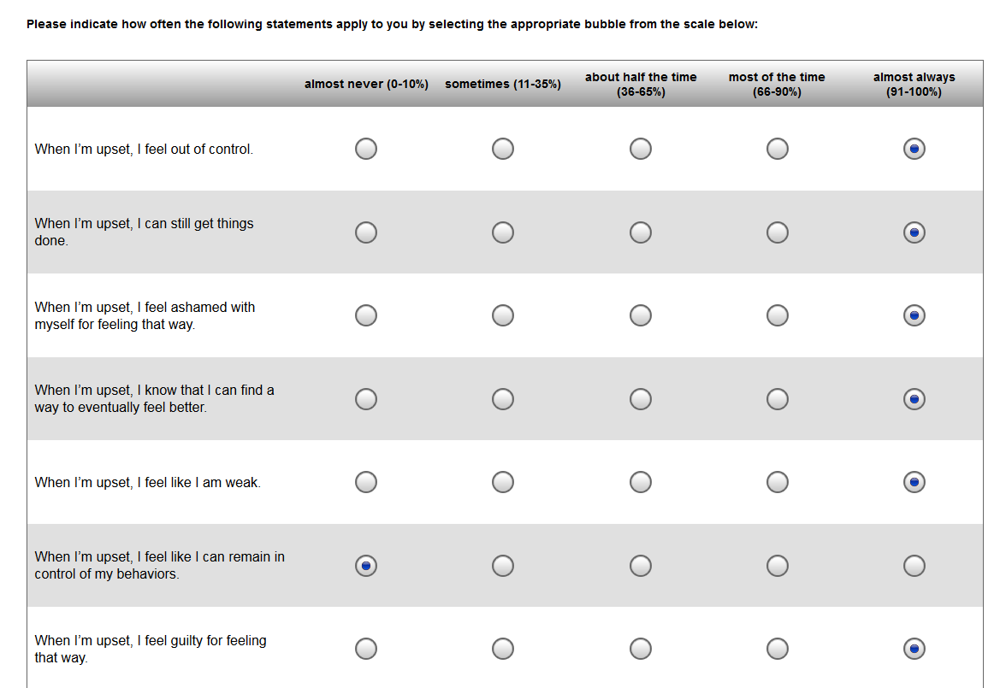 Please indicate how often the following statements apply to you by selecting the appropriate bubble from the scale below:
almost never (0-10%)
sometimes (11-35%)
about half the time
(36-65%)
most of the time
(66-90%)
almost always
(91-100%)
When I’m upset, I feel out of control.
When I’m upset, I can still get things
done.
When I’m upset, I feel ashamed with
myself for feeling that way.
When I’m upset, I know that I can find a
way to eventually feel better.
When I’m upset, I feel like I am weak.
When I’m upset, I feel like I can remain in
control of my behaviors.
When I’m upset, I feel guilty for feeling
that way.